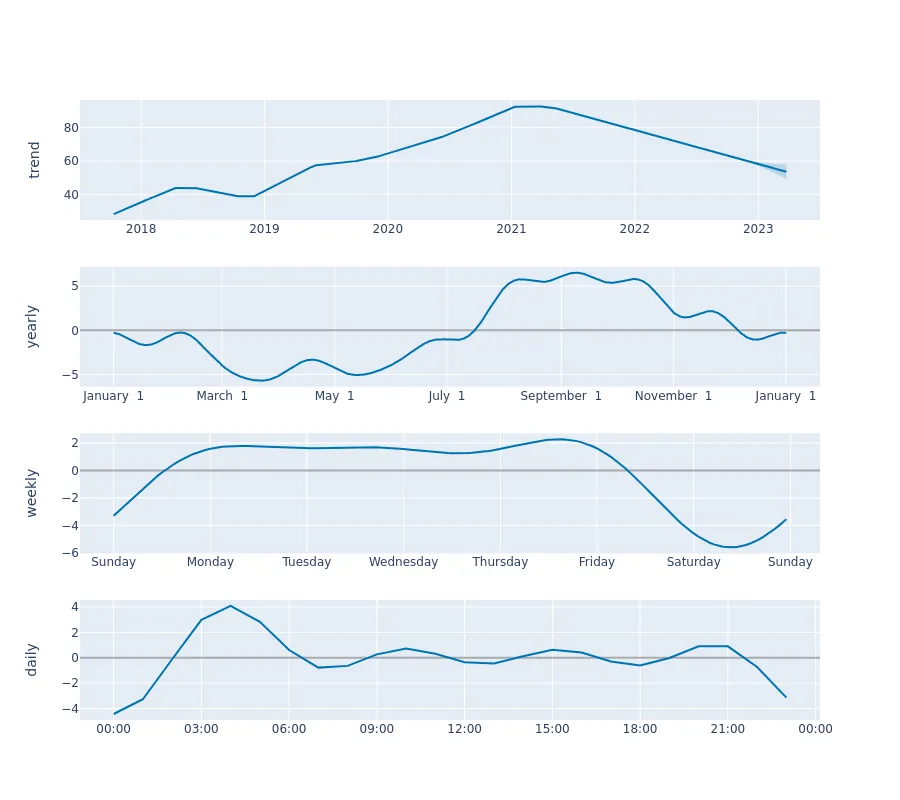 trend
80
60
40
2018 2019 2020 2021 2022 2023
yearly
5
0
−5
January 1 March 1 May 1 July 1 September 1 November 1 January 1
weekly
2
0
−2
−4
−6
Sunday Monday Tuesday Wednesday Thursday Friday Saturday Sunday
daily
4
2
0
−2
−4
00:00 03:00 06:00 09:00 12:00 15:00 18:00 21:00 00:00